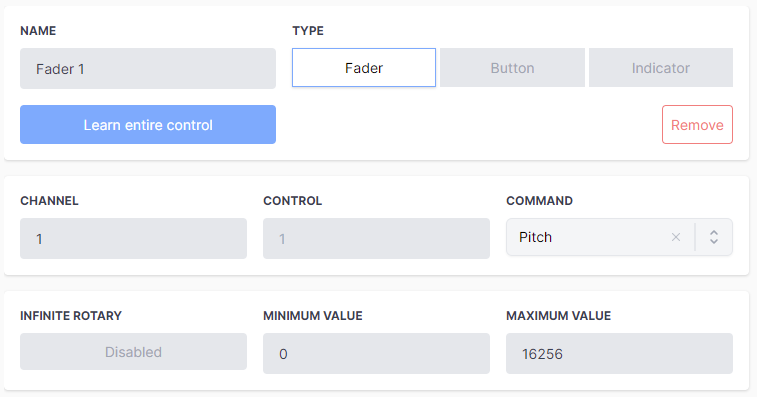 NAME
TYPE
Fader 1
Fader
Button
Indicator
Learn entire control
Remove
CHANNEL
CONTROL
COMMAND
1
1
Pitch
INFINITE ROTARY
MINIMUM VALUE
MAXIMUM VALUE
Disabled
0
16256